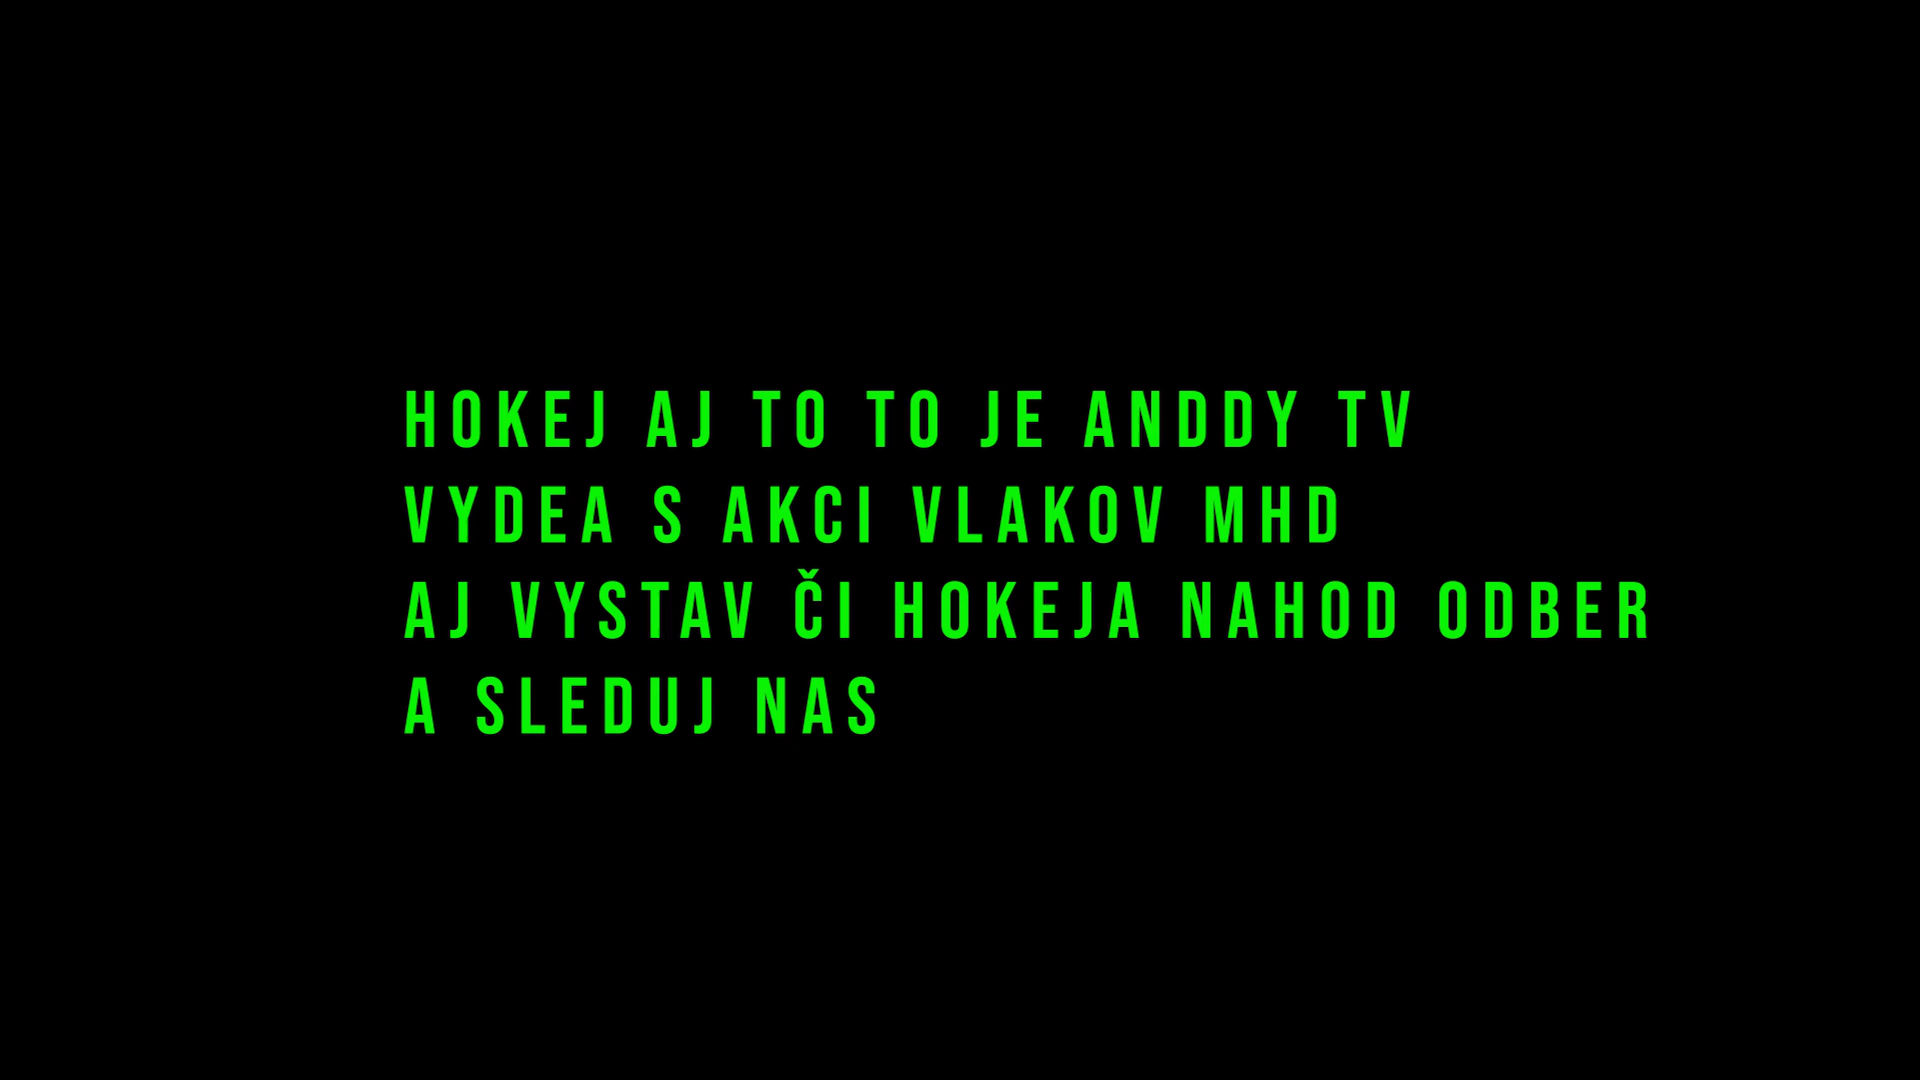 HOKEJ AJ TO TO JE ANDDY TV
VYDEA S AKCI VLAKOV MHD
AJ VYSTAV ČI HOKEJA NAHOD ODBER
A SLEDUJ NAS